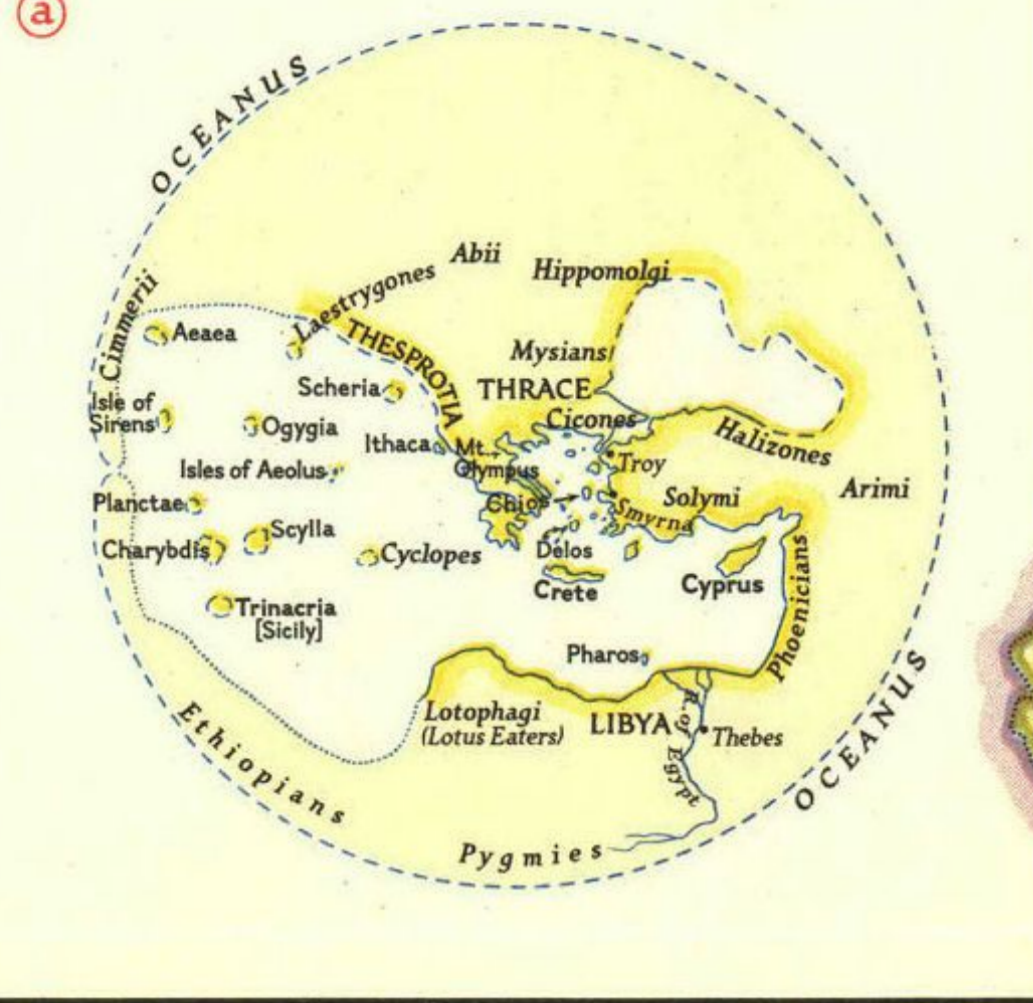 a
OCEANUS
Abii
Hippomolgi
Laestrygones
Cimmerii
Aeaea
THESPROTIA
Mysians
Scheria
THRACE
Isle of
Sirens
Ogygia
Cicones
Ithaca
Mt.
Olympus
Halizones
Troy
Isles of Aeolus
Arimi
Planctae
Chios
Solymi
Smyrna
Scylla
Charybdis
Cyclopes
Delos
Crete
Cyprus
Phoenicians
Trinacria
[Sicily]
Pharos
Lotophagi
(Lotus Eaters)
LIBYA
R. of Egypt
Thebes
Ethiopians
OCEANUS
Pygmies